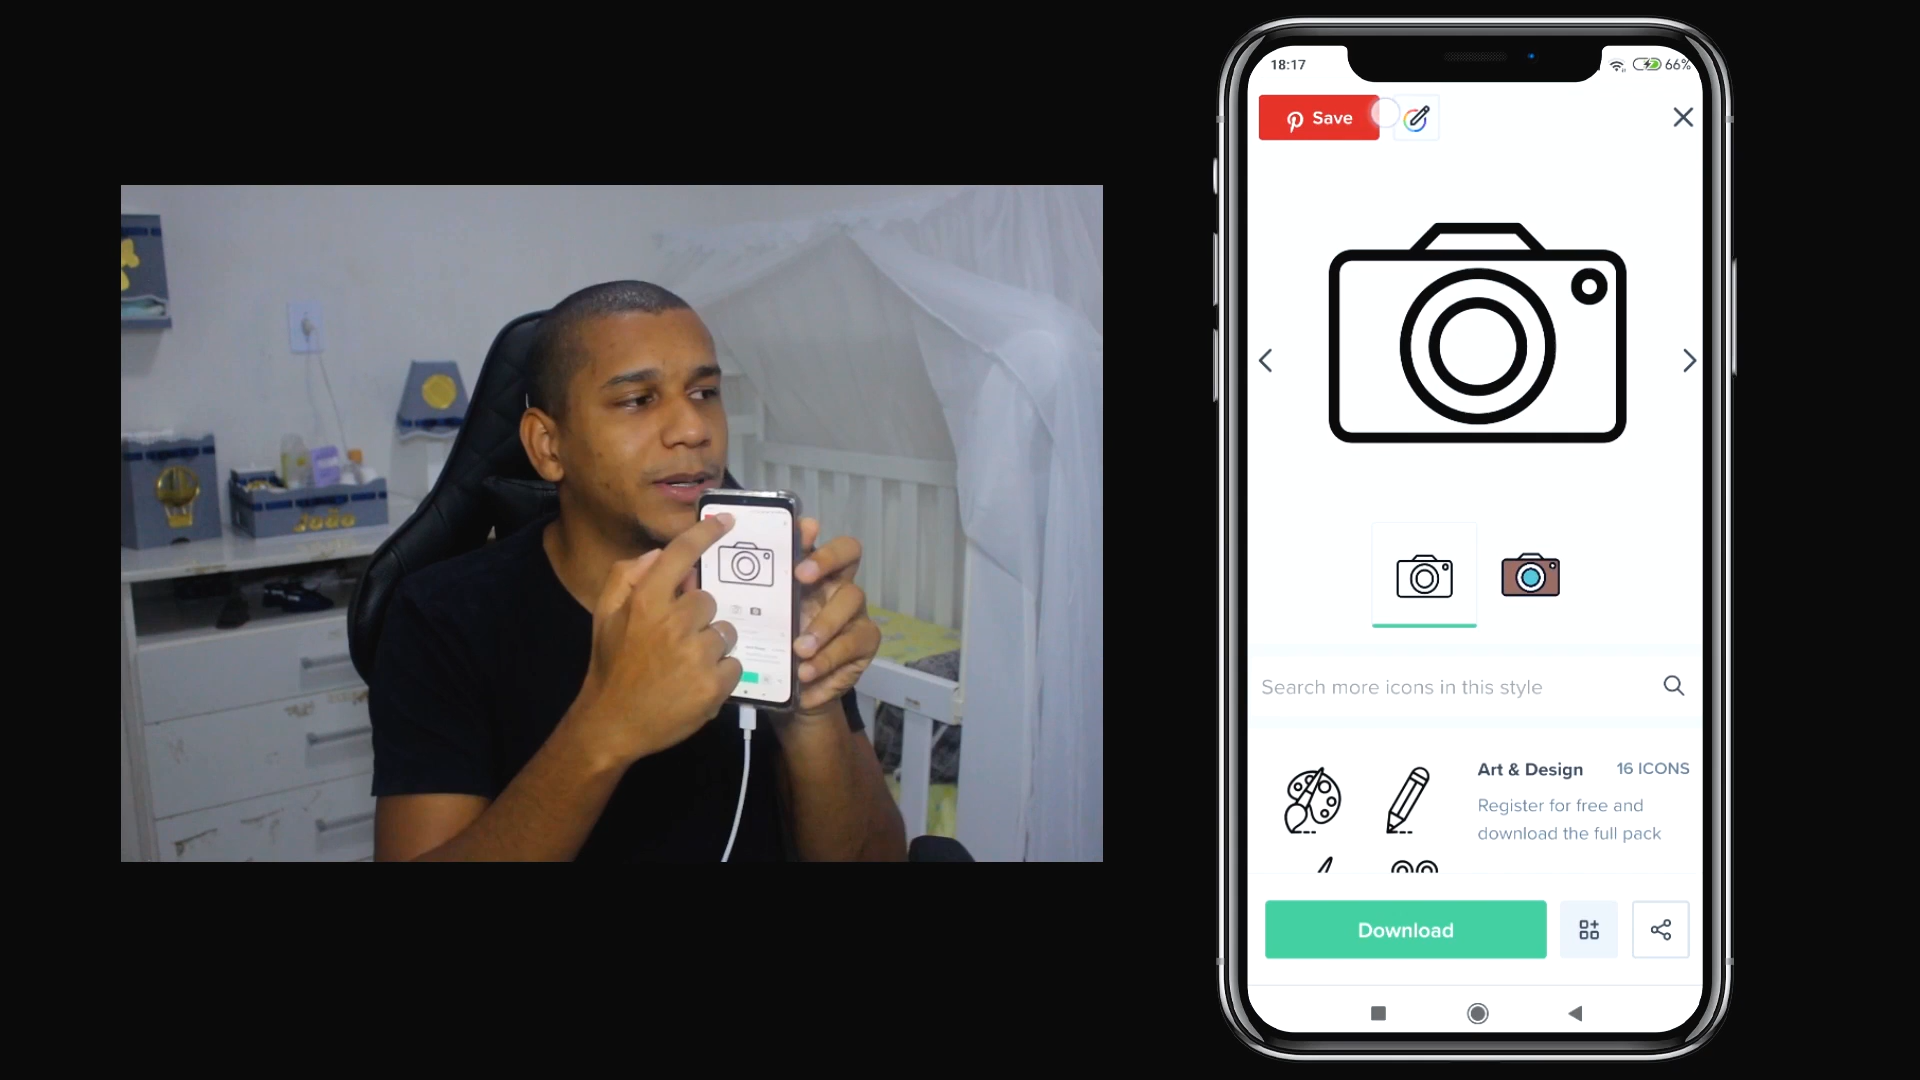 18:17
66%
Save
Search more icons in this style
Art & Design
16 ICONS
Register for free and
download the full pack
Download
João